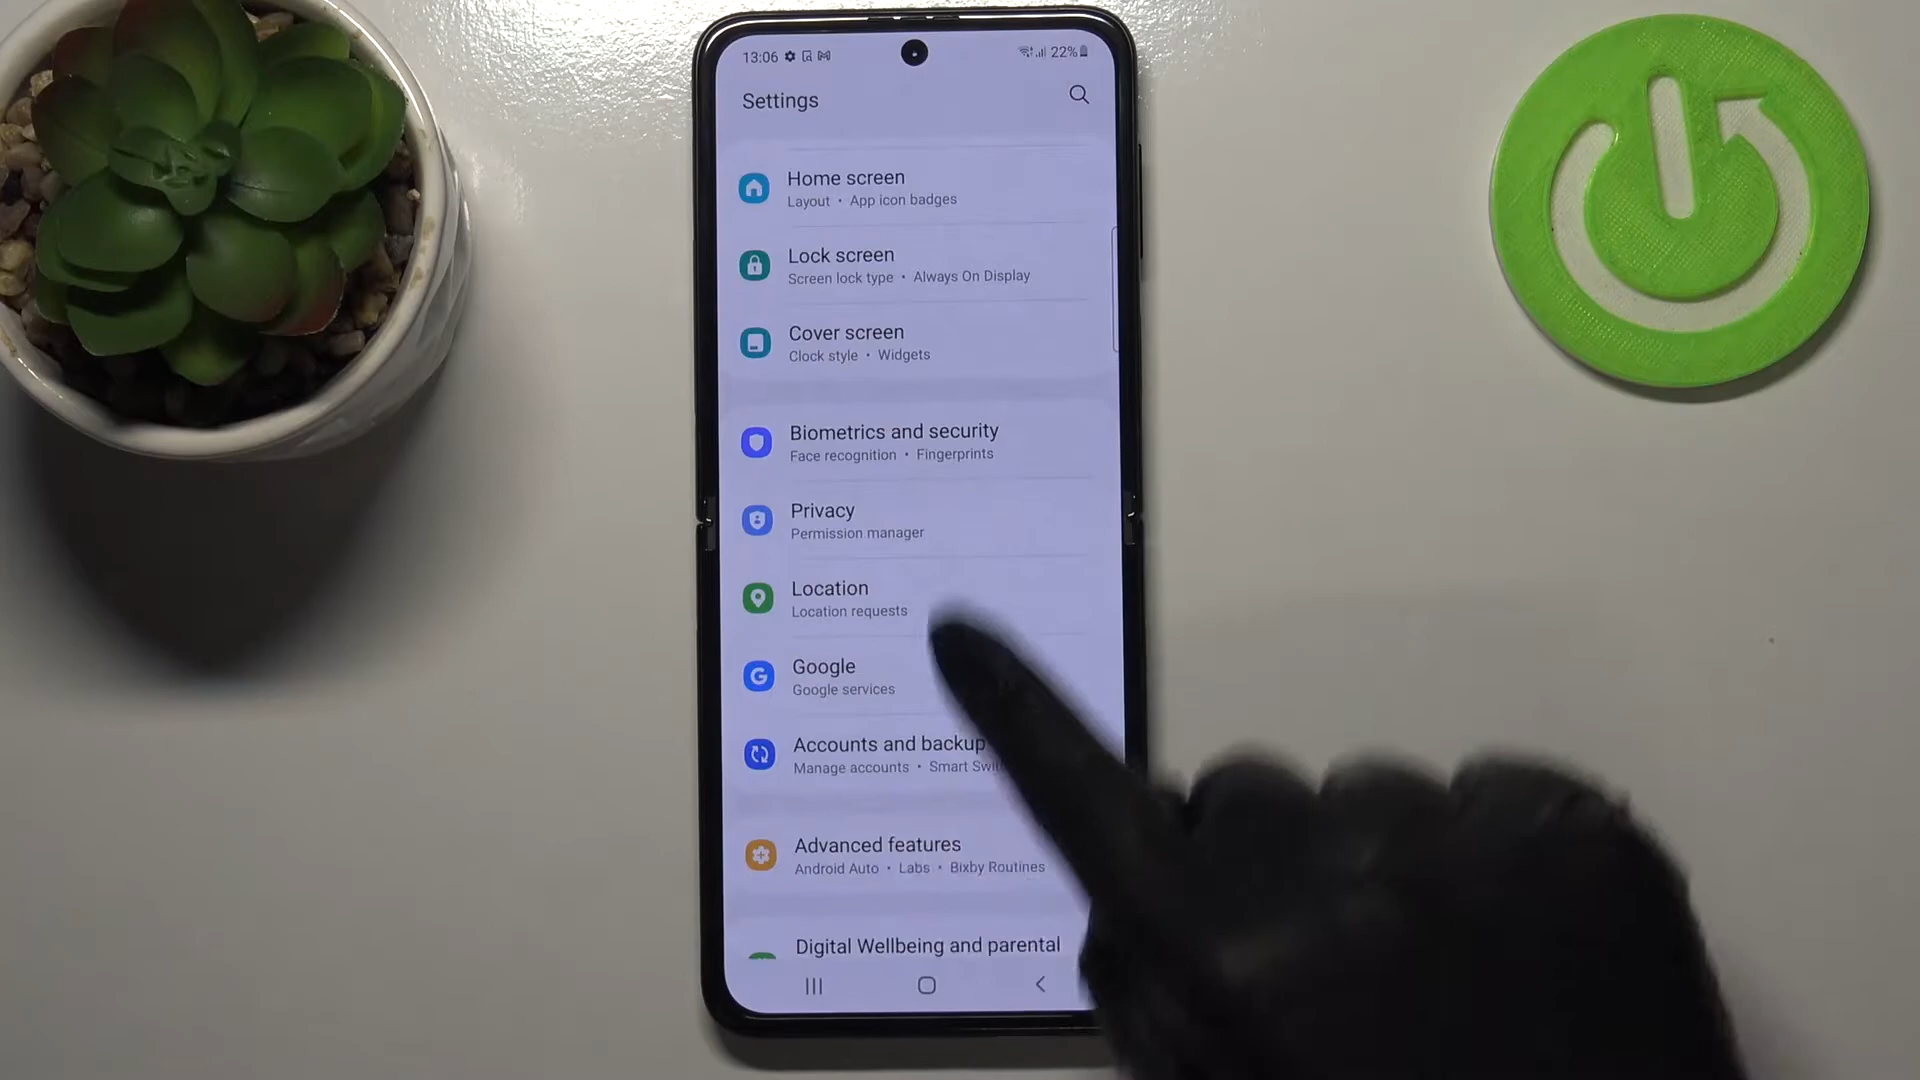 13:06 22%
Settings
Home screen
Layout • App icon badges
Lock screen
Screen lock type • Always On Display
Cover screen
Clock style • Widgets
Biometrics and security
Face recognition • Fingerprints
Privacy
Permission manager
Location
Location requests
Google
Google services
Accounts and backup
Manage accounts • Smart
Advanced features
Android Auto • Labs • Bixby Routines
Digital Wellbeing and parental